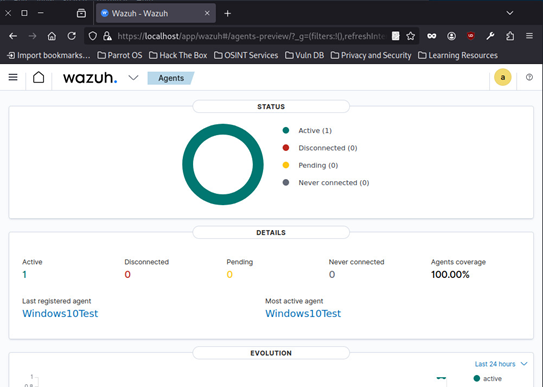 Wazuh - Wazuh
https://localhost/app/wazuh#/agents-preview/?_g=(filters:!(),refreshInte
Import bookmarks… Parrot OS Hack The Box OSINT Services Vuln DB Privacy and Security Learning Resources
wazuh. Agents a
STATUS
Active (1)
Disconnected (0)
Pending (0)
Never connected (0)
DETAILS
Active Disconnected Pending Never connected Agents coverage
1 0 0 0 100.00%
Last registered agent Most active agent
Windows10Test Windows10Test
EVOLUTION
Last 24 hours
1 active
0.8